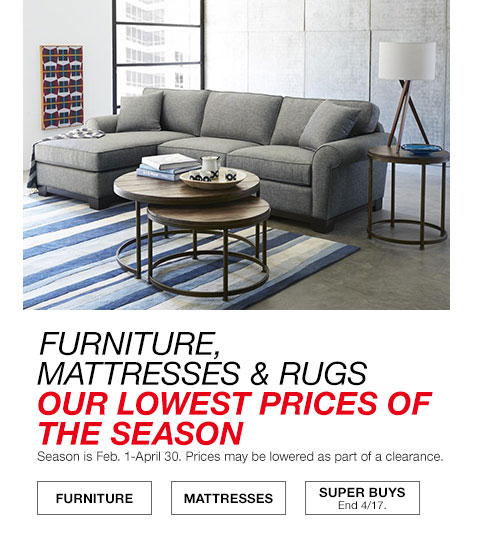 FURNITURE,
MATTRESSES & RUGS
OUR LOWEST PRICES OF
THE SEASON
Season is Feb. 1-April 30. Prices may be lowered as part of a clearance.
FURNITURE
MATTRESSES
SUPER BUYS
End 4/17.